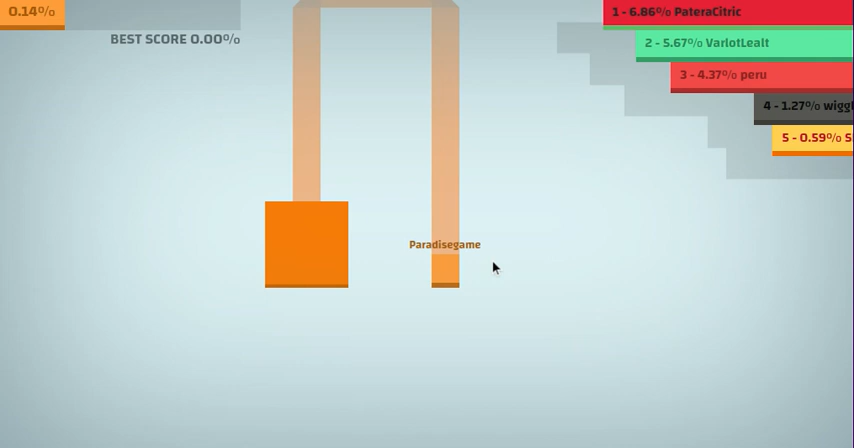 0.14%
BEST SCORE 0.00%
1 - 6.86% PateraCitric
2 - 5.67% VarlotLealt
3 - 4.37% peru
4 - 1.27%
5 - 0.59%
Paradisegame